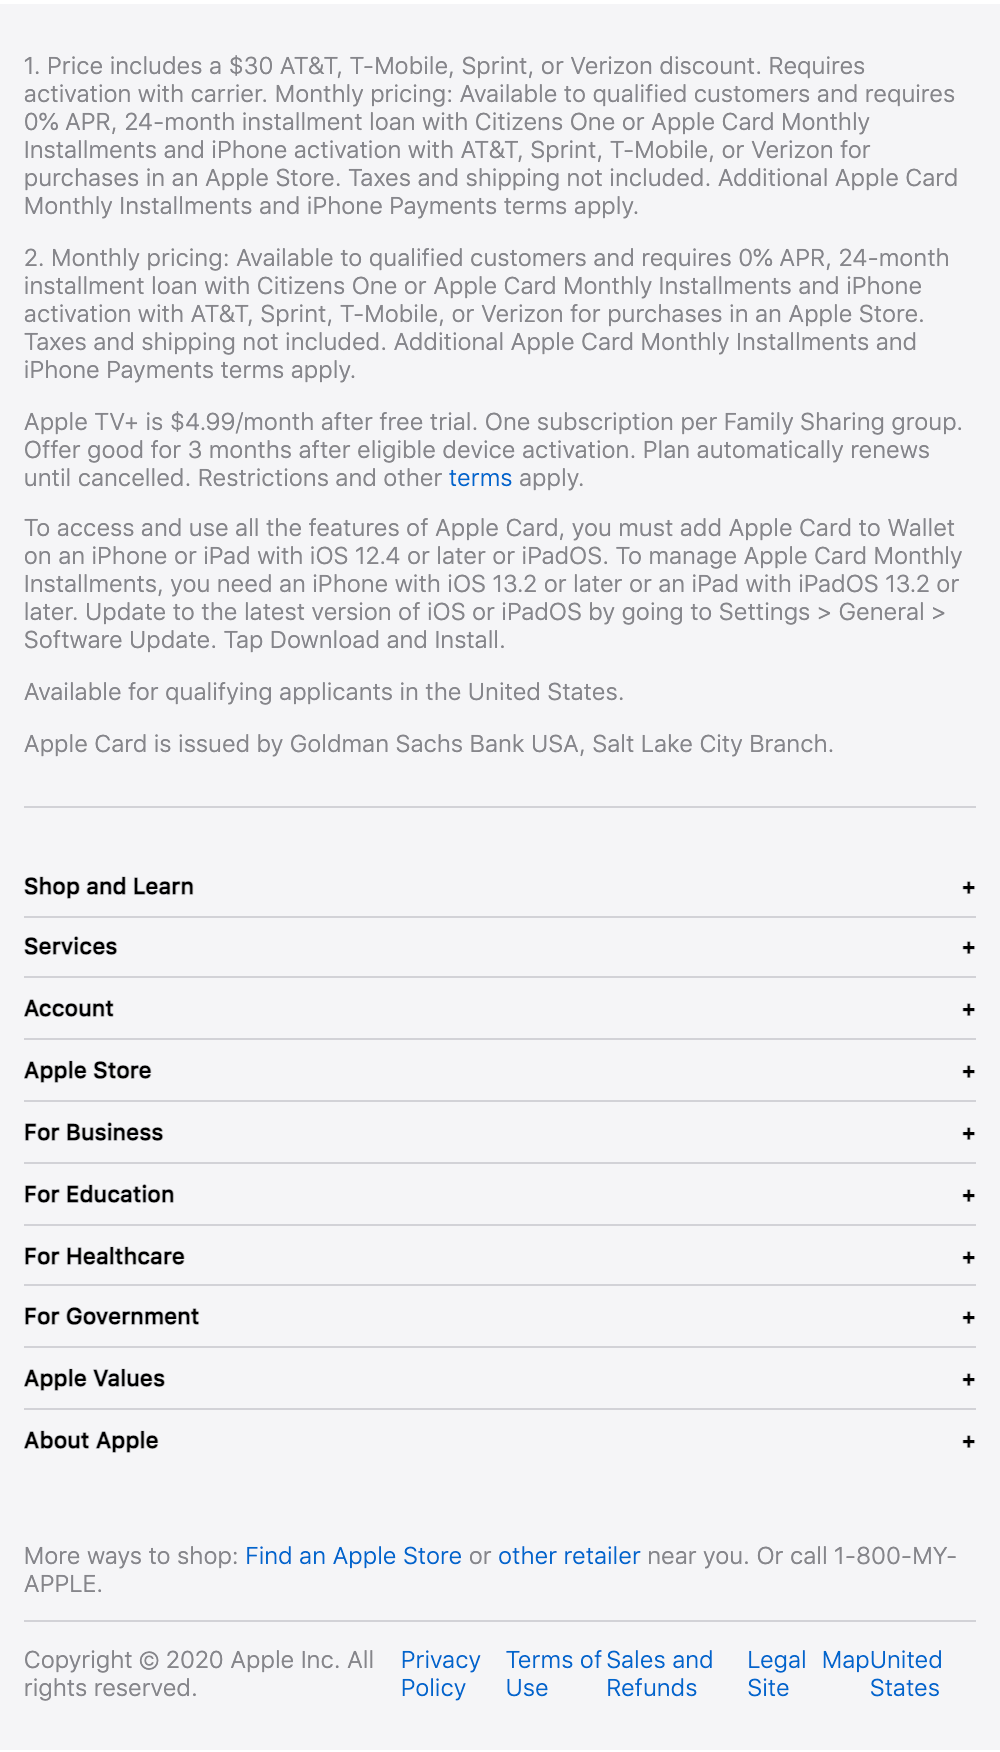 1. Price includes a $30 AT&T, T-Mobile, Sprint, or Verizon discount. Requires
activation with carrier. Monthly pricing: Available to qualified customers and requires
0% APR, 24-month installment loan with Citizens One or Apple Card Monthly
Installments and iPhone activation with AT&T, Sprint, T-Mobile, or Verizon for
purchases in an Apple Store. Taxes and shipping not included. Additional Apple Card
Monthly Installments and iPhone Payments terms apply.
2. Monthly pricing: Available to qualified customers and requires 0% APR, 24-month
installment loan with Citizens One or Apple Card Monthly Installments and iPhone
activation with AT&T, Sprint, T-Mobile, or Verizon for purchases in an Apple Store.
Taxes and shipping not included. Additional Apple Card Monthly Installments and
iPhone Payments terms apply.
Apple TV+ is $4.99/month after free trial. One subscription per Family Sharing group.
Offer good for 3 months after eligible device activation. Plan automatically renews
until cancelled. Restrictions and other terms apply.
To access and use all the features of Apple Card, you must add Apple Card to Wallet
on an iPhone or iPad with iOS 12.4 or later or iPadOS. To manage Apple Card Monthly
Installments, you need an iPhone with iOS 13.2 or later or an iPad with iPadOS 13.2 or
later. Update to the latest version of iOS or iPadOS by going to Settings > General >
Software Update. Tap Download and Install.
Available for qualifying applicants in the United States.
Apple Card is issued by Goldman Sachs Bank USA, Salt Lake City Branch.
Shop and Learn +
Services +
Account +
Apple Store +
For Business +
For Education +
For Healthcare +
For Government +
Apple Values +
About Apple +
More ways to shop: Find an Apple Store or other retailer near you. Or call 1-800-MY-
APPLE.
Copyright © 2020 Apple Inc. All Privacy Terms of Sales and Legal Map United
rights reserved. Policy Use Refunds Site States